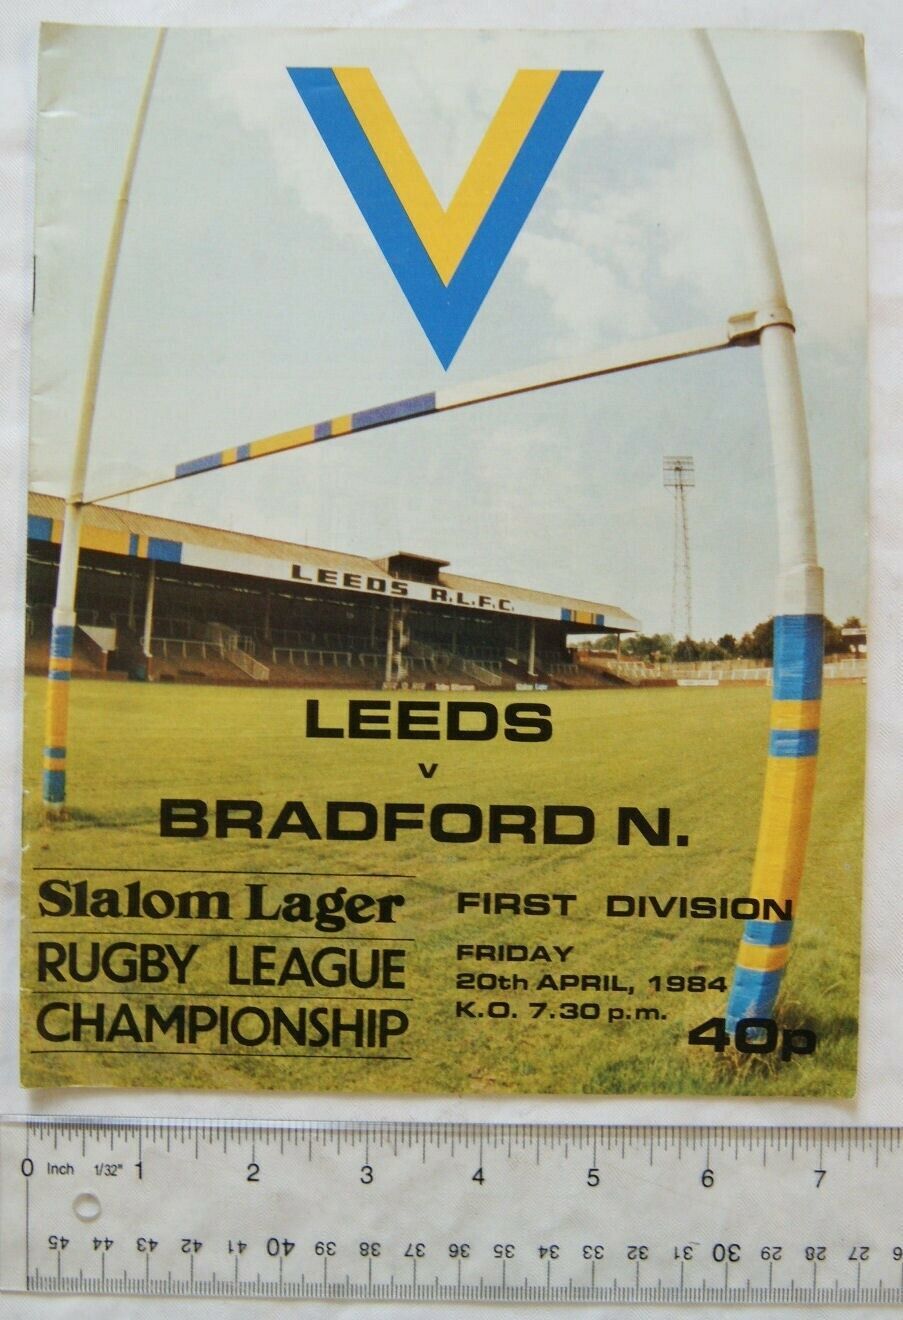 LEEDS R.L.F.C.
LEEDS
v
BRADFORD N.
Slalom Lager
RUGBY LEAGUE
CHAMPIONSHIP
FIRST DIVISION
FRIDAY
20th APRIL, 1984
K.O. 7.30 p.m.
40p
0 Inch 1/32" 1 2 3 4 5 6 7
45 44 43 42 41 40 39 38 37 36 35 34 33 32 31 30 29 28 27